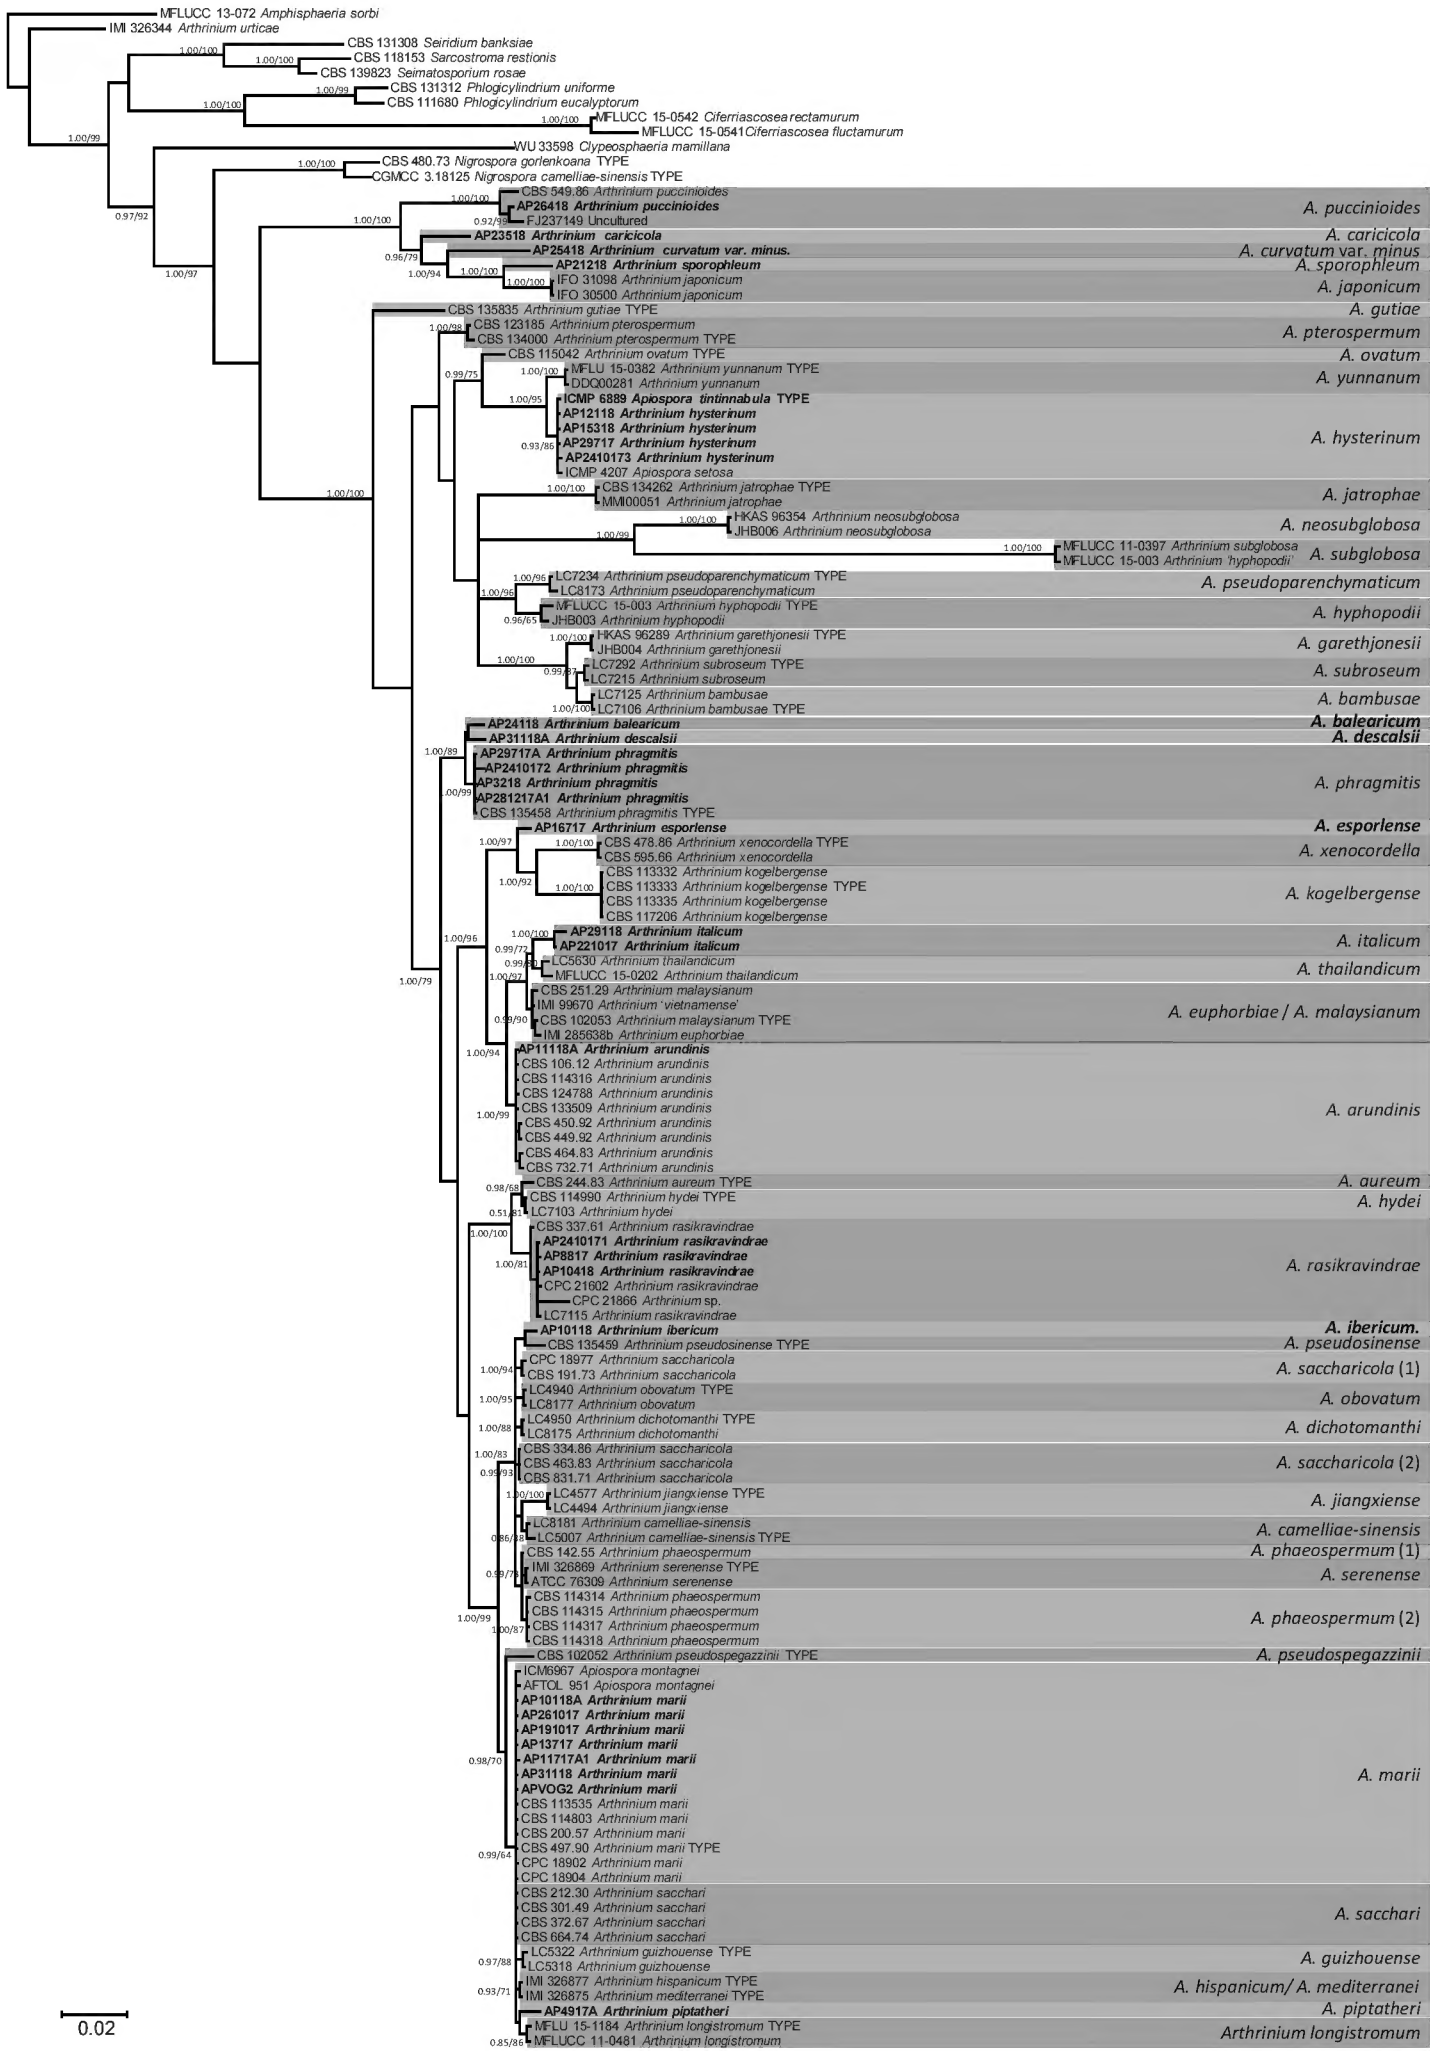 MFLUCC 13-072 Amphisphaeria sorbi
IMI 326344 Arthrinium urticae
CBS 131308 Seiridium banksiae
1.00/100
CBS 118153 Sarcostroma restionis
1.00/100
CBS 139823 Seimatosporium rosae
CBS 131312 Phlogicylindrium uniforme
1.00/99
CBS 111680 Phlogicylindrium eucalyptorum
1.00/100
MFLUCC 15-0542 Ciferriascosea rectamurum
1.00/100
MFLUCC 15-0541 Ciferriascosea fluctamurum
1.00/99
WU 33598 Clypeosphaeria mamillana
CBS 480.73 Nigrospora gorlenkoana TYPE
1.00/100
CGMCC 3.18125 Nigrospora camelliae-sinensis TYPE
CBS 549.86 Arthrinium puccinioides
1.00/100
AP26418 Arthrinium puccinioides
A. puccinioides
0.97/92
1.00/100
0.92/99
FJ237149 Uncultured
AP23518 Arthrinium caricicola
A. caricicola
AP25418 Arthrinium curvatum var. minus.
A. curvatum var. minus
0.96/79
AP21218 Arthrinium sporophleum
A. sporophleum
1.00/97
1.00/94
1.00/100
IFO 31098 Arthrinium japonicum
A. japonicum
1.00/100
IFO 30500 Arthrinium japonicum
CBS 135835 Arthrinium gutiae TYPE
A. gutiae
CBS 123185 Arthrinium pterospermum
1.00/98
A. pterospermum
CBS 134000 Arthrinium pterospermum TYPE
CBS 115042 Arthrinium ovatum TYPE
A. ovatum
0.99/75
1.00/100
MFLU 15-0382 Arthrinium yunnanum TYPE
A. yunnanum
DDQ00281 Arthrinium yunnanum
1.00/95
ICMP 6889 Apiospora tintinnabula TYPE
AP12118 Arthrinium hysterinum
AP15318 Arthrinium hysterinum
A. hysterinum
0.93/86
AP29717 Arthrinium hysterinum
AP2410173 Arthrinium hysterinum
ICMP 4207 Apiospora setosa
1.00/100
1.00/100
CBS 134262 Arthrinium jatrophae TYPE
A. jatrophae
MMI00051 Arthrinium jatrophae
HKAS 96354 Arthrinium neosubglobosa
1.00/100
A. neosubglobosa
1.00/99
JHB006 Arthrinium neosubglobosa
1.00/100
MFLUCC 11-0397 Arthrinium subglobosa
A. subglobosa
MFLUCC 15-003 Arthrinium 'hyphopodii'
1.00/96
LC7234 Arthrinium pseudoparenchymaticum TYPE
A. pseudoparenchymaticum
1.00/96
LC8173 Arthrinium pseudoparenchymaticum
MFLUCC 15-003 Arthrinium hyphopodii TYPE
A. hyphopodii
0.96/65
JHB003 Arthrinium hyphopodii
1.00/100
HKAS 96289 Arthrinium garethjonesii TYPE
A. garethjonesii
JHB004 Arthrinium garethjonesii
1.00/100
LC7292 Arthrinium subroseum TYPE
A. subroseum
0.99/87
LC7215 Arthrinium subroseum
LC7125 Arthrinium bambusae
A. bambusae
1.00/100
LC7106 Arthrinium bambusae TYPE
AP24118 Arthrinium balearicum
A. balearicum
AP31118A Arthrinium descalsii
A. descalsii
1.00/89
AP29717A Arthrinium phragmitis
AP2410172 Arthrinium phragmitis
AP3218 Arthrinium phragmitis
A. phragmitis
1.00/99
AP281217A1 Arthrinium phragmitis
CBS 135458 Arthrinium phragmitis TYPE
AP16717 Arthrinium esporlense
A. esporlense
1.00/97
1.00/100
CBS 478.86 Arthrinium xenocordella TYPE
A. xenocordella
CBS 595.66 Arthrinium xenocordella
CBS 113332 Arthrinium kogelbergense
1.00/92
1.00/100
CBS 113333 Arthrinium kogelbergense TYPE
A. kogelbergense
CBS 113335 Arthrinium kogelbergense
CBS 117206 Arthrinium kogelbergense
1.00/96
1.00/100
AP29118 Arthrinium italicum
A. italicum
0.99/72
AP221017 Arthrinium italicum
LC5630 Arthrinium thailandicum
A. thailandicum
1.00/79
1.00/97
MFLUCC 15-0202 Arthrinium thailandicum
CBS 251.29 Arthrinium malaysianum
IMI 99670 Arthrinium 'vietnamense'
A. euphorbiae / A. malaysianum
0.99/90
CBS 102053 Arthrinium malaysianum TYPE
IMI 285638b Arthrinium euphorbiae
1.00/94
AP11118A Arthrinium arundinis
CBS 106.12 Arthrinium arundinis
CBS 114316 Arthrinium arundinis
CBS 124788 Arthrinium arundinis
CBS 133509 Arthrinium arundinis
A. arundinis
1.00/99
CBS 450.92 Arthrinium arundinis
CBS 449.92 Arthrinium arundinis
CBS 464.83 Arthrinium arundinis
CBS 732.71 Arthrinium arundinis
0.98/68
CBS 244.83 Arthrinium aureum TYPE
A. aureum
CBS 114990 Arthrinium hydei TYPE
A. hydei
0.51/81
LC7103 Arthrinium hydei
1.00/100
CBS 337.61 Arthrinium rasikravindrae
AP2410171 Arthrinium rasikravindrae
AP8817 Arthrinium rasikravindrae
A. rasikravindrae
1.00/81
AP10418 Arthrinium rasikravindrae
CPC 21602 Arthrinium rasikravindrae
CPC 21866 Arthrinium sp.
LC7115 Arthrinium rasikravindrae
AP10118 Arthrinium ibericum
A. ibericum.
CBS 135459 Arthrinium pseudosinense TYPE
A. pseudosinense
CPC 18977 Arthrinium saccharicola
A. saccharicola (1)
1.00/94
CBS 191.73 Arthrinium saccharicola
LC4940 Arthrinium obovatum TYPE
A. obovatum
1.00/95
LC8177 Arthrinium obovatum
LC4950 Arthrinium dichotomanthi TYPE
A. dichotomanthi
1.00/88
LC8175 Arthrinium dichotomanthi
1.00/83
CBS 334.86 Arthrinium saccharicola
CBS 463.83 Arthrinium saccharicola
A. saccharicola (2)
0.99/93
CBS 831.71 Arthrinium saccharicola
1.00/100
LC4577 Arthrinium jiangxiense TYPE
A. jiangxiense
LC4494 Arthrinium jiangxiense
LC8181 Arthrinium camelliae-sinensis
A. camelliae-sinensis
LC5007 Arthrinium camelliae-sinensis TYPE
CBS 142.55 Arthrinium phaeospermum
A. phaeospermum (1)
IMI 326869 Arthrinium serenense TYPE
A. serenense
ATCC 76309 Arthrinium serenense
CBS 114314 Arthrinium phaeospermum
CBS 114315 Arthrinium phaeospermum
A. phaeospermum (2)
1.00/99
1.00/87
CBS 114317 Arthrinium phaeospermum
CBS 114318 Arthrinium phaeospermum
CBS 102052 Arthrinium pseudospegazzinii TYPE
A. pseudospegazzinii
ICM6967 Apiospora montagnei
AFTOL 951 Apiospora montagnei
AP10118A Arthrinium marii
AP261017 Arthrinium marii
AP191017 Arthrinium marii
AP13717 Arthrinium marii
0.98/70
AP11717A1 Arthrinium marii
AP31118 Arthrinium marii
A. marii
APVOG2 Arthrinium marii
CBS 113535 Arthrinium marii
CBS 114803 Arthrinium marii
CBS 200.57 Arthrinium marii
CBS 497.90 Arthrinium marii TYPE
0.99/64
CPC 18902 Arthrinium marii
CPC 18904 Arthrinium marii
CBS 212.30 Arthrinium sacchari
CBS 301.49 Arthrinium sacchari
A. sacchari
CBS 372.67 Arthrinium sacchari
CBS 664.74 Arthrinium sacchari
LC5322 Arthrinium guizhouense TYPE
A. guizhouense
0.97/88
LC5318 Arthrinium guizhouense
IMI 326877 Arthrinium hispanicum TYPE
A. hispanicum/ A. mediterranei
0.93/71
IMI 326875 Arthrinium mediterranei TYPE
AP4917A Arthrinium piptatheri
A. piptatheri
MFLU 15-1184 Arthrinium longistromum TYPE
Arthrinium longistromum
0.85/86
MFLUCC 11-0481 Arthrinium longistromum
0.02